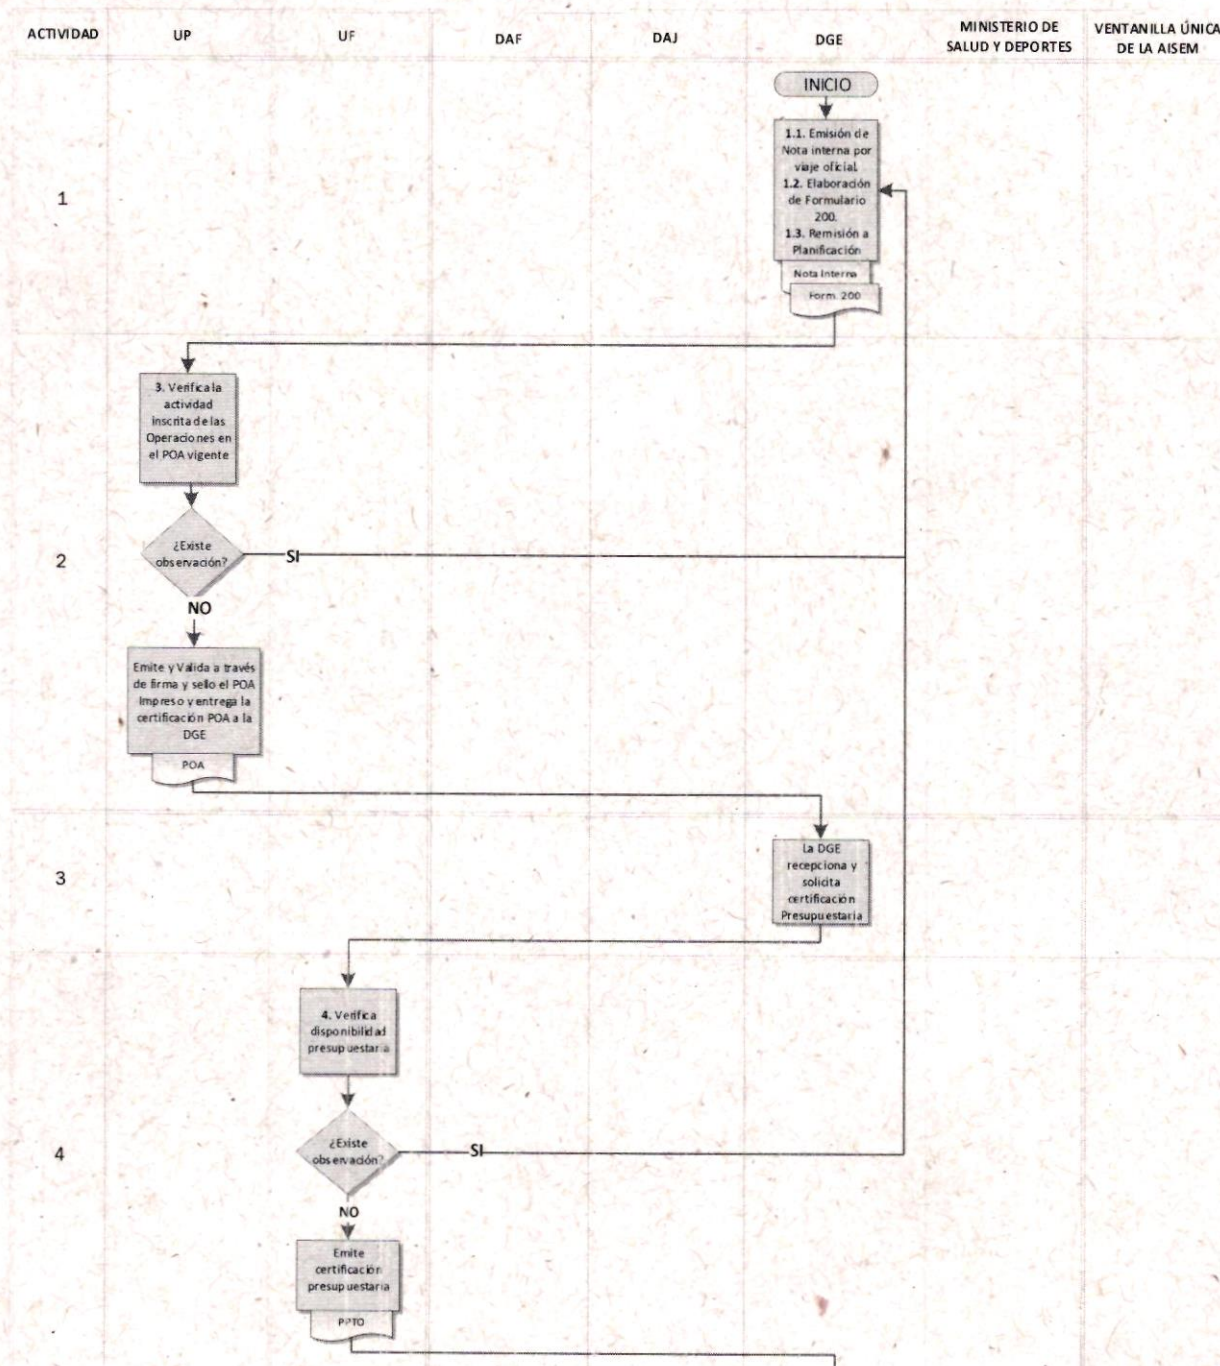 ACTIVIDAD
UP
UF
DAF
DAJ
DGE
MINISTERIO DE
SALUD Y DEPORTES
VENTANILLA ÚNICA
DE LA AISEM
INICIO
1
1.1. Emisión de
Nota interna por
viaje oficial.
1.2. Elaboración
de Formulario
200.
1.3. Remisión a
Planificación
Nota Interna
Form. 200
3. Verifica la
actividad
inscrita de las
Operaciones en
el POA vigente
2
¿Existe
observación?
SI
NO
Emite y Valida a través
de firma y sello el POA
Impreso y entrega la
certificación POA a la
DGE
POA
3
La DGE
recepciona y
solicita
certificación
Presupuestaria
4. Verifica
disponibilidad
presupuestaria
4
¿Existe
observación?
SI
NO
Emite
certificación
presupuestaria
PPTO